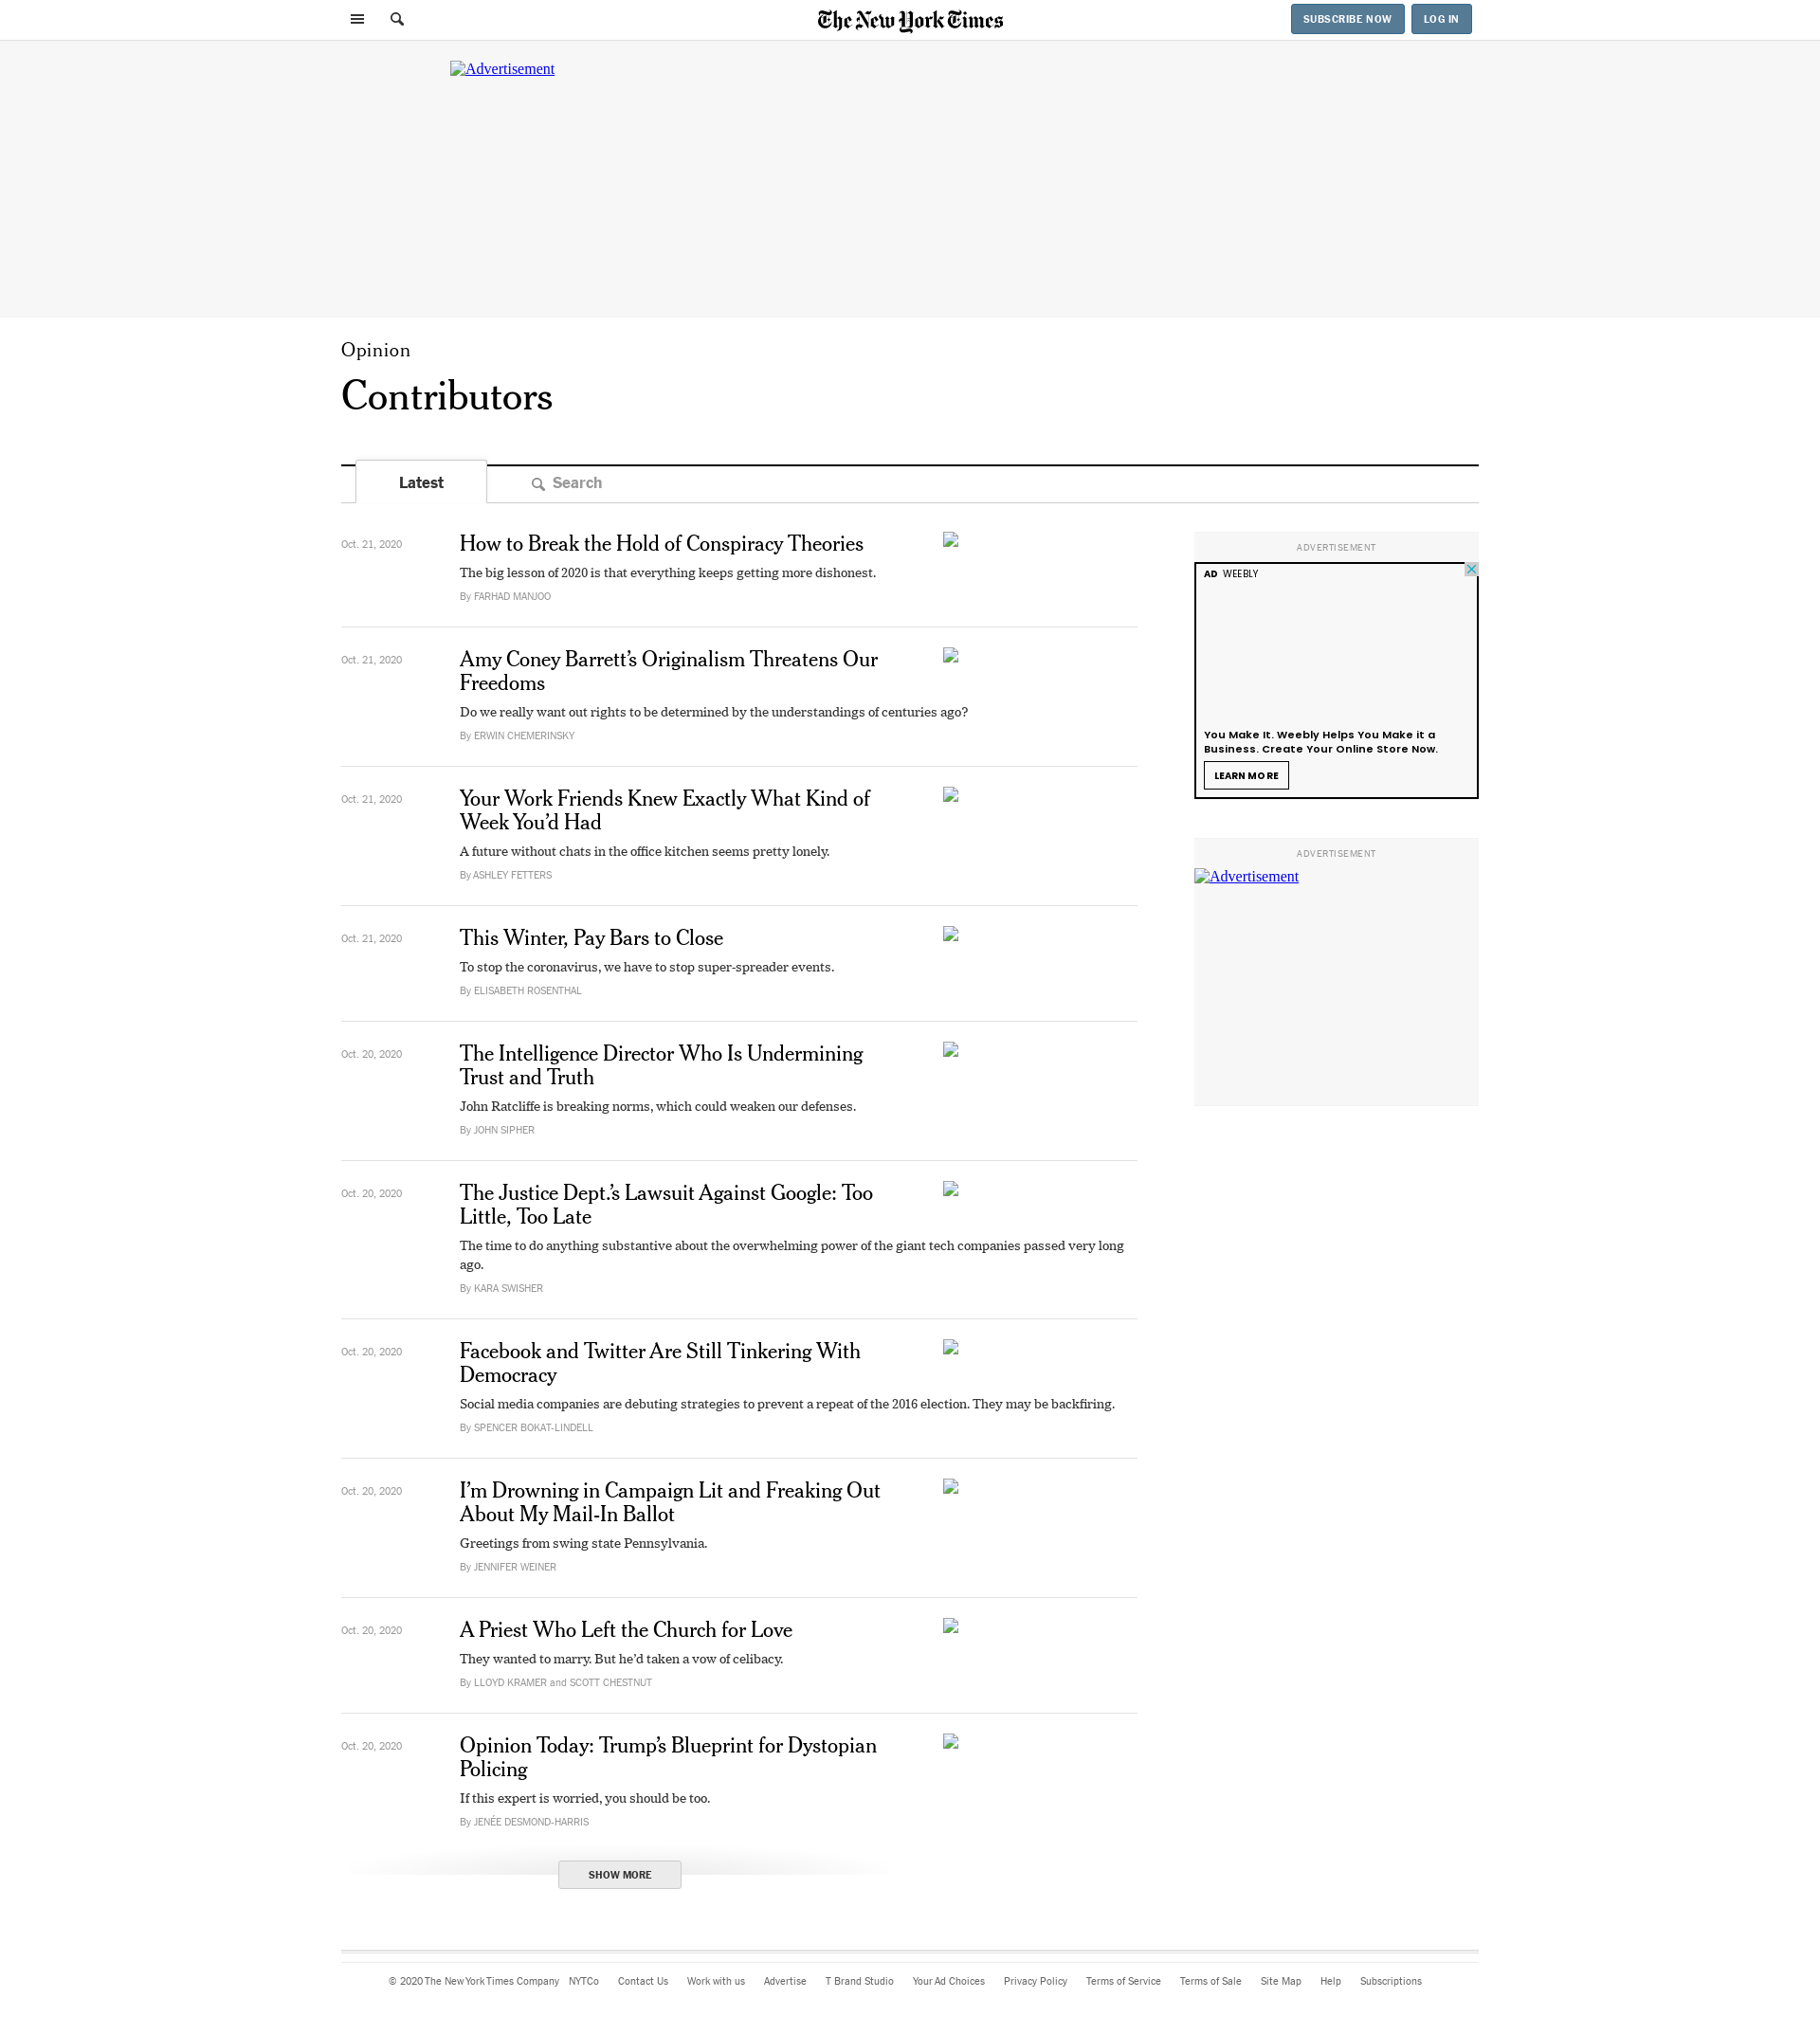 The New York Times
SUBSCRIBE NOW
LOG IN
Advertisement
Opinion
Contributors
Latest
Search
Oct. 21, 2020
How to Break the Hold of Conspiracy Theories
The big lesson of 2020 is that everything keeps getting more dishonest.
By FARHAD MANJOO
Oct. 21, 2020
Amy Coney Barrett’s Originalism Threatens Our
Freedoms
Do we really want out rights to be determined by the understandings of centuries ago?
By ERWIN CHEMERINSKY
Oct. 21, 2020
Your Work Friends Knew Exactly What Kind of
Week You’d Had
A future without chats in the office kitchen seems pretty lonely.
By ASHLEY FETTERS
Oct. 21, 2020
This Winter, Pay Bars to Close
To stop the coronavirus, we have to stop super-spreader events.
By ELISABETH ROSENTHAL
Oct. 20, 2020
The Intelligence Director Who Is Undermining
Trust and Truth
John Ratcliffe is breaking norms, which could weaken our defenses.
By JOHN SIPHER
Oct. 20, 2020
The Justice Dept.’s Lawsuit Against Google: Too
Little, Too Late
The time to do anything substantive about the overwhelming power of the giant tech companies passed very long
ago.
By KARA SWISHER
Oct. 20, 2020
Facebook and Twitter Are Still Tinkering With
Democracy
Social media companies are debuting strategies to prevent a repeat of the 2016 election. They may be backfiring.
By SPENCER BOKAT-LINDELL
Oct. 20, 2020
I’m Drowning in Campaign Lit and Freaking Out
About My Mail-In Ballot
Greetings from swing state Pennsylvania.
By JENNIFER WEINER
Oct. 20, 2020
A Priest Who Left the Church for Love
They wanted to marry. But he’d taken a vow of celibacy.
By LLOYD KRAMER and SCOTT CHESTNUT
Oct. 20, 2020
Opinion Today: Trump’s Blueprint for Dystopian
Policing
If this expert is worried, you should be too.
By JENÉE DESMOND-HARRIS
SHOW MORE
ADVERTISEMENT
AD WEEBLY
You Make It. Weebly Helps You Make it a
Business. Create Your Online Store Now.
LEARN MORE
ADVERTISEMENT
Advertisement
© 2020 The New York Times Company NYTCo Contact Us Work with us Advertise T Brand Studio Your Ad Choices Privacy Policy Terms of Service Terms of Sale Site Map Help Subscriptions